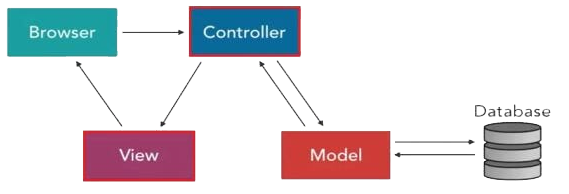 Browser
Controller
Database
View
Model